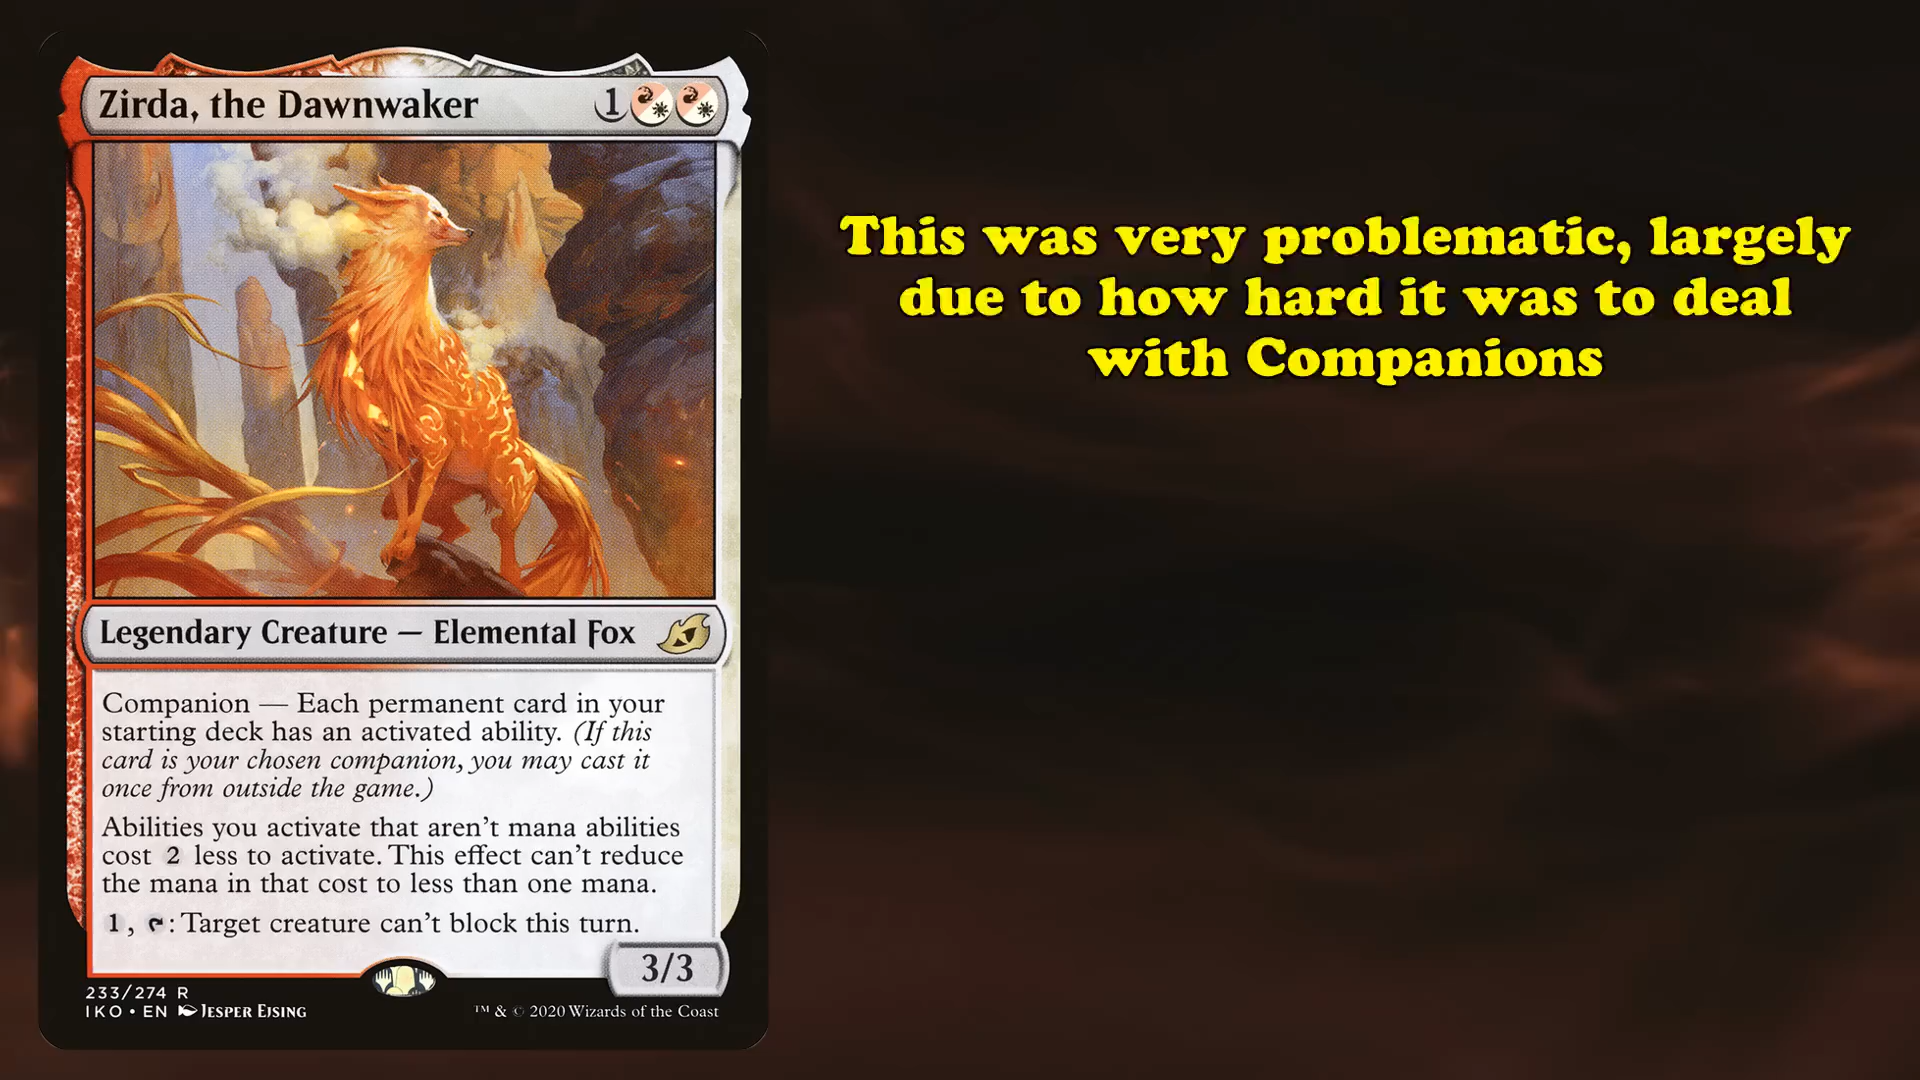 Zirda, the Dawnwaker 1
This was very problematic, largely
due to how hard it was to deal
with Companions
Legendary Creature — Elemental Fox
Companion — Each permanent card in your
starting deck has an activated ability. (If this
card is your chosen companion, you may cast it
once from outside the game.)
Abilities you activate that aren't mana abilities
cost 2 less to activate. This effect can't reduce
the mana in that cost to less than one mana.
1, : Target creature can't block this turn.
3/3
233/274 R
IKO • EN Jesper Ejsing
™ & © 2020 Wizards of the Coast